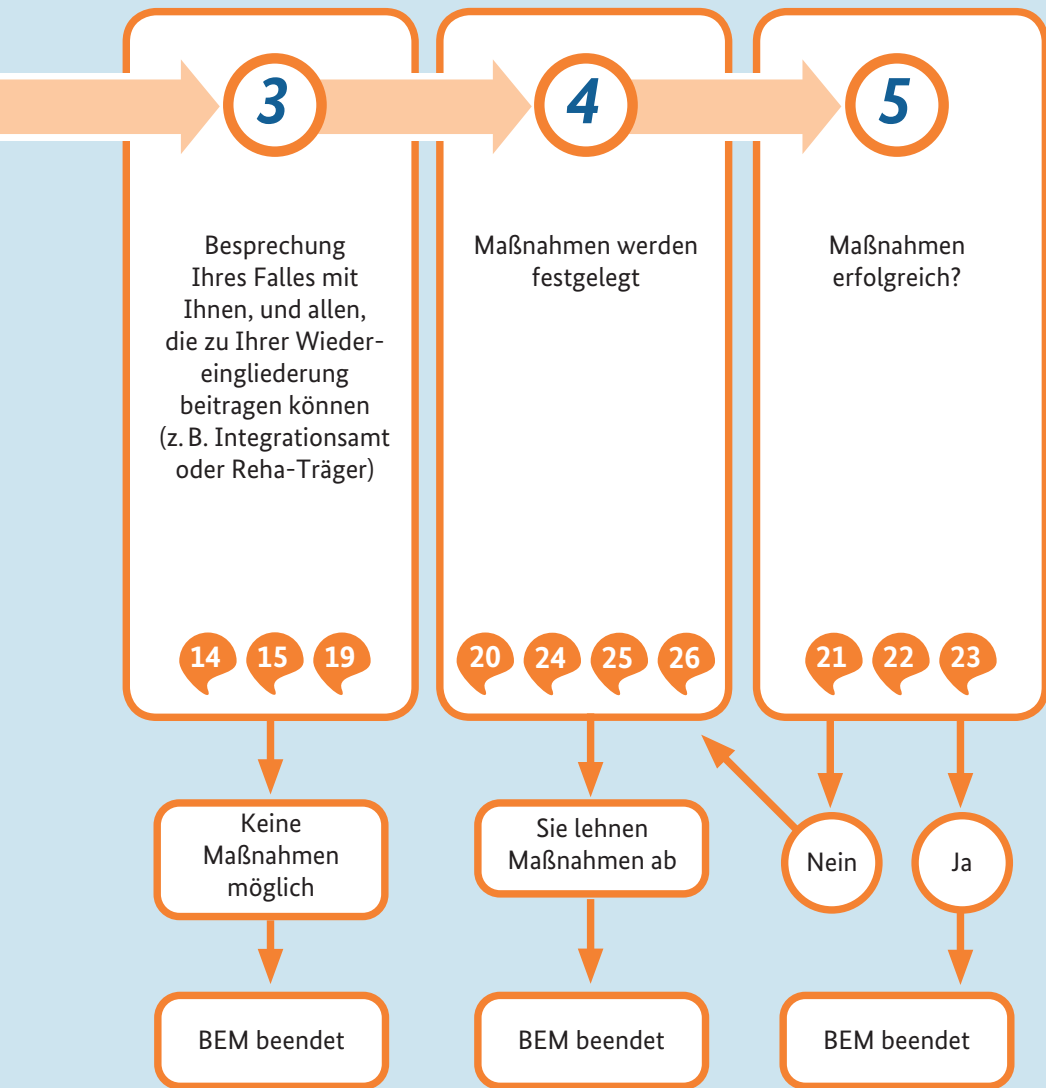 3
Besprechung
Ihres Falles mit
Ihnen, und allen,
die zu Ihrer Wieder-
eingliederung
beitragen können
(z. B. Integrationsamt
oder Reha-Träger)
14 15 19
Keine
Maßnahmen
möglich
BEM beendet
4
Maßnahmen werden
festgelegt
20 24 25 26
Sie lehnen
Maßnahmen ab
BEM beendet
5
Maßnahmen
erfolgreich?
21 22 23
Nein
Ja
BEM beendet